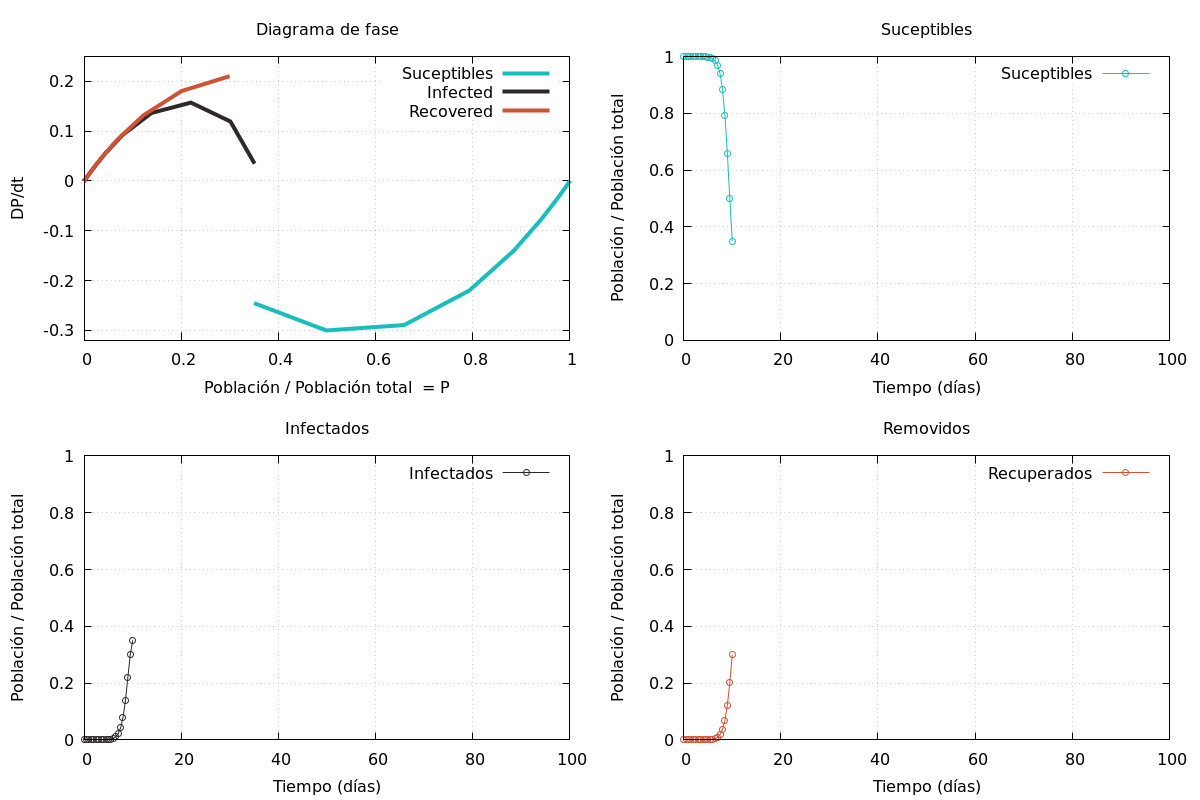 Diagrama de fase
Suceptibles
Infected
Recovered
0.2
0.1
0
-0.1
-0.2
-0.3
DP/dt
0 0.2 0.4 0.6 0.8 1
Población / Población total = P
Suceptibles
Suceptibles
1
0.8
0.6
0.4
0.2
0
Población / Población total
0 20 40 60 80 100
Tiempo (días)
Infectados
Infectados
1
0.8
0.6
0.4
0.2
0
Población / Población total
0 20 40 60 80 100
Tiempo (días)
Removidos
Recuperados
1
0.8
0.6
0.4
0.2
0
Población / Población total
0 20 40 60 80 100
Tiempo (días)